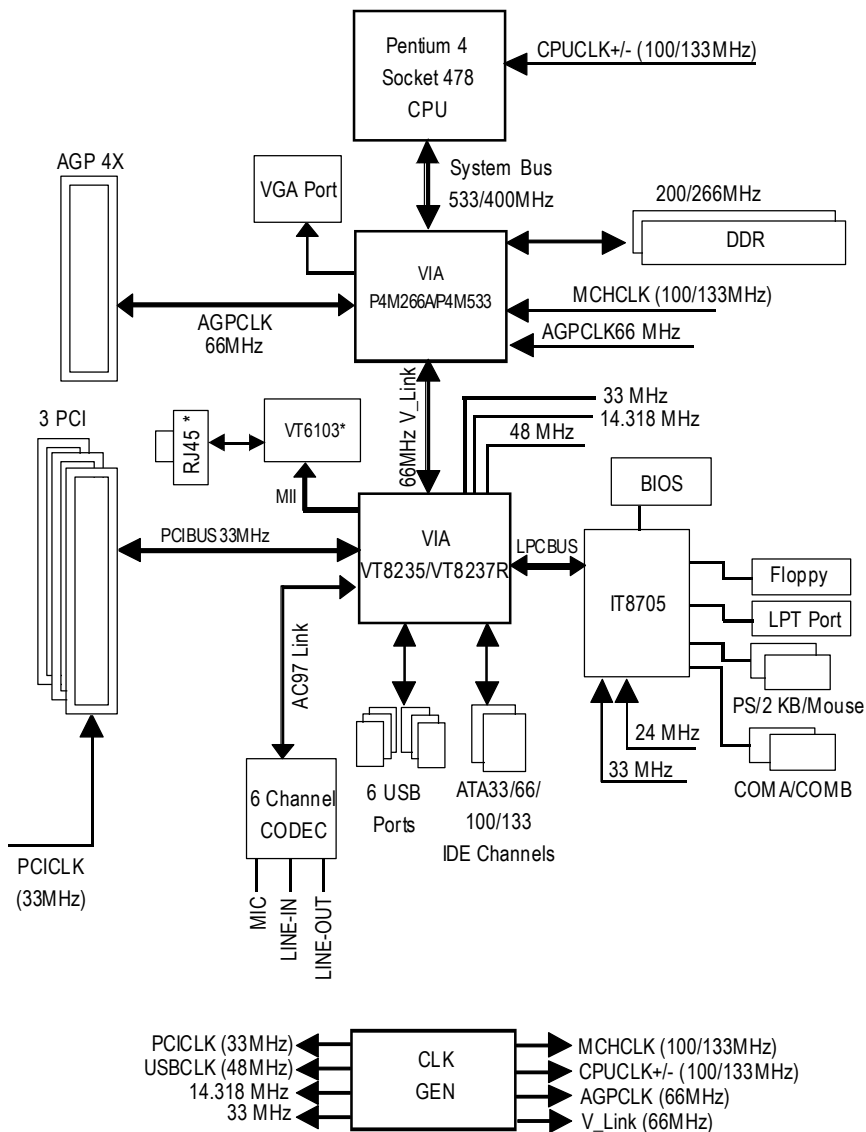 Pentium 4
Socket 478
CPU
CPUCLK+/- (100/133MHz)
System Bus
533/400MHz
AGP 4X
VGA Port
200/266MHz
DDR
VIA
P4M266A/P4M533
MCHCLK (100/133MHz)
AGPCLK66 MHz
AGPCLK
66MHz
66MHz V_Link
33 MHz
14.318 MHz
48 MHz
3 PCI
RJ45 *
VT6103*
MII
BIOS
PCIBUS33MHz
VIA
VT8235/VT8237R
LPCBUS
IT8705
Floppy
LPT Port
PS/2 KB/Mouse
24 MHz
33 MHz
COMA/COMB
AC97 Link
6 Channel
CODEC
6 USB
Ports
ATA33/66/
100/133
IDE Channels
PCICLK
(33MHz)
MIC
LINE-IN
LINE-OUT
PCICLK (33MHz)
USBCLK (48MHz)
14.318 MHz
33 MHz
CLK
GEN
MCHCLK (100/133MHz)
CPUCLK+/- (100/133MHz)
AGPCLK (66MHz)
V_Link (66MHz)